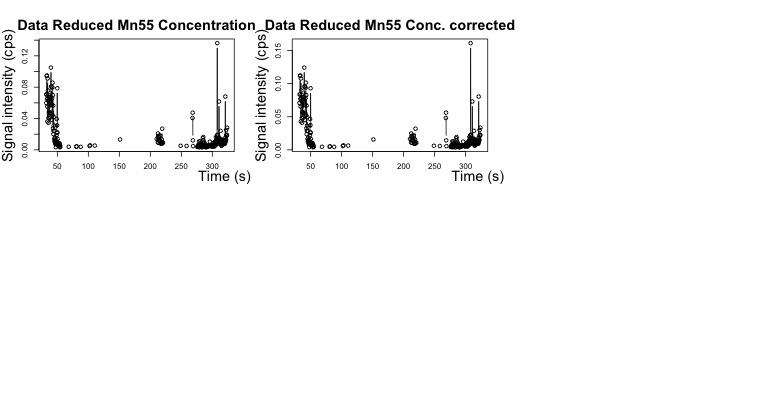 Data Reduced Mn55 Concentration
Signal intensity (cps)
0.00 0.04 0.08 0.12
50 100 150 200 250 300
Time (s)
Data Reduced Mn55 Conc. corrected
Signal intensity (cps)
0.00 0.05 0.10 0.15
50 100 150 200 250 300
Time (s)